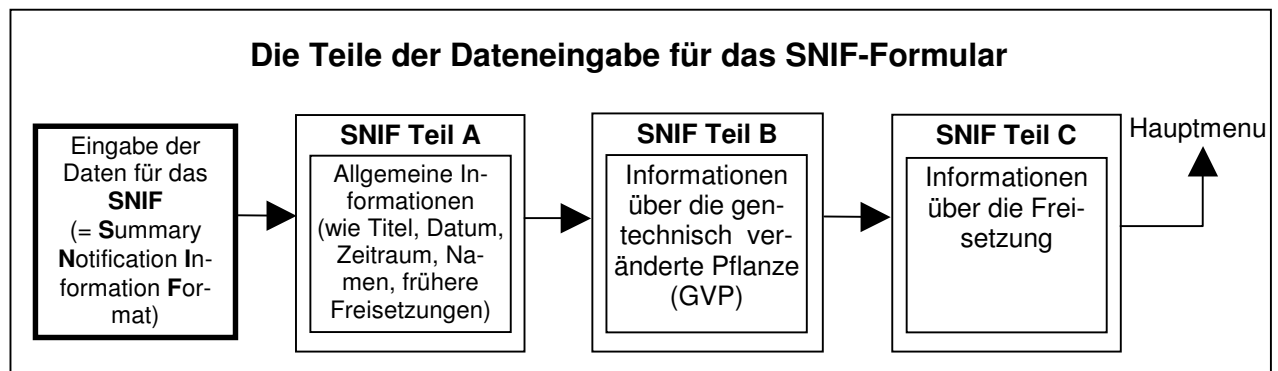 Die Teile der Dateneingabe für das SNIF-Formular
Eingabe der
Daten für das
SNIF
(= Summary
Notification In-
formation For-
mat)
SNIF Teil A
Allgemeine In-
formationen
(wie Titel, Datum,
Zeitraum, Na-
men, frühere
Freisetzungen)
SNIF Teil B
Informationen
über die gen-
technisch ver-
änderte Pflanze
(GVP)
SNIF Teil C
Informationen
über die Frei-
setzung
Hauptmenu